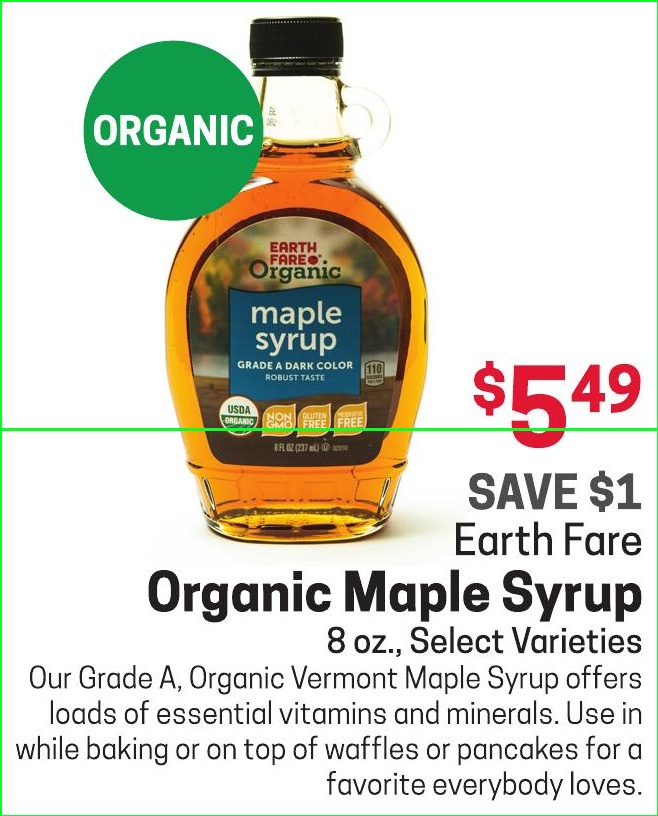 ORGANIC
EARTH
FARE
Organic
maple
syrup
GRADE A DARK COLOR
ROBUST TASTE
110
CALORIES
USDA
ORGANIC
NON
GMO
GLUTEN
FREE
PRESERVATIVE
FREE
8 FL OZ (237 mL)
$5.49
SAVE $1
Earth Fare
Organic Maple Syrup
8 oz., Select Varieties
Our Grade A, Organic Vermont Maple Syrup offers
loads of essential vitamins and minerals. Use in
while baking or on top of waffles or pancakes for a
favorite everybody loves.